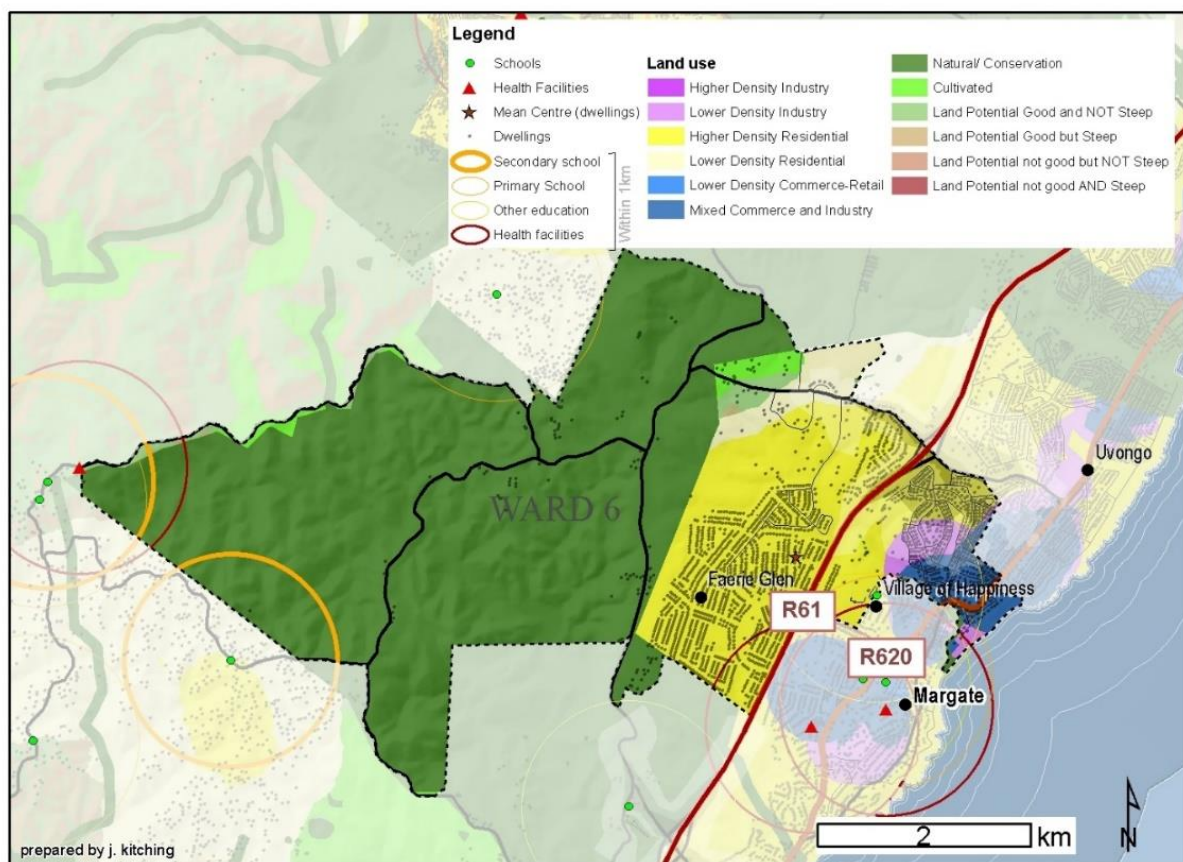 Legend
Schools
Health Facilities
Mean Centre (dwellings)
Dwellings
Secondary school
Primary School
Other education
Health facilities
Within 1km
Land use
Higher Density Industry
Lower Density Industry
Higher Density Residential
Lower Density Residential
Lower Density Commerce-Retail
Mixed Commerce and Industry
Natural/ Conservation
Cultivated
Land Potential Good and NOT Steep
Land Potential Good but Steep
Land Potential not good but NOT Steep
Land Potential not good AND Steep
Uvongo
WARD 6
Faerie Glen
Village of Happiness
R61
R620
Margate
2
km
N
prepared by j. kitching